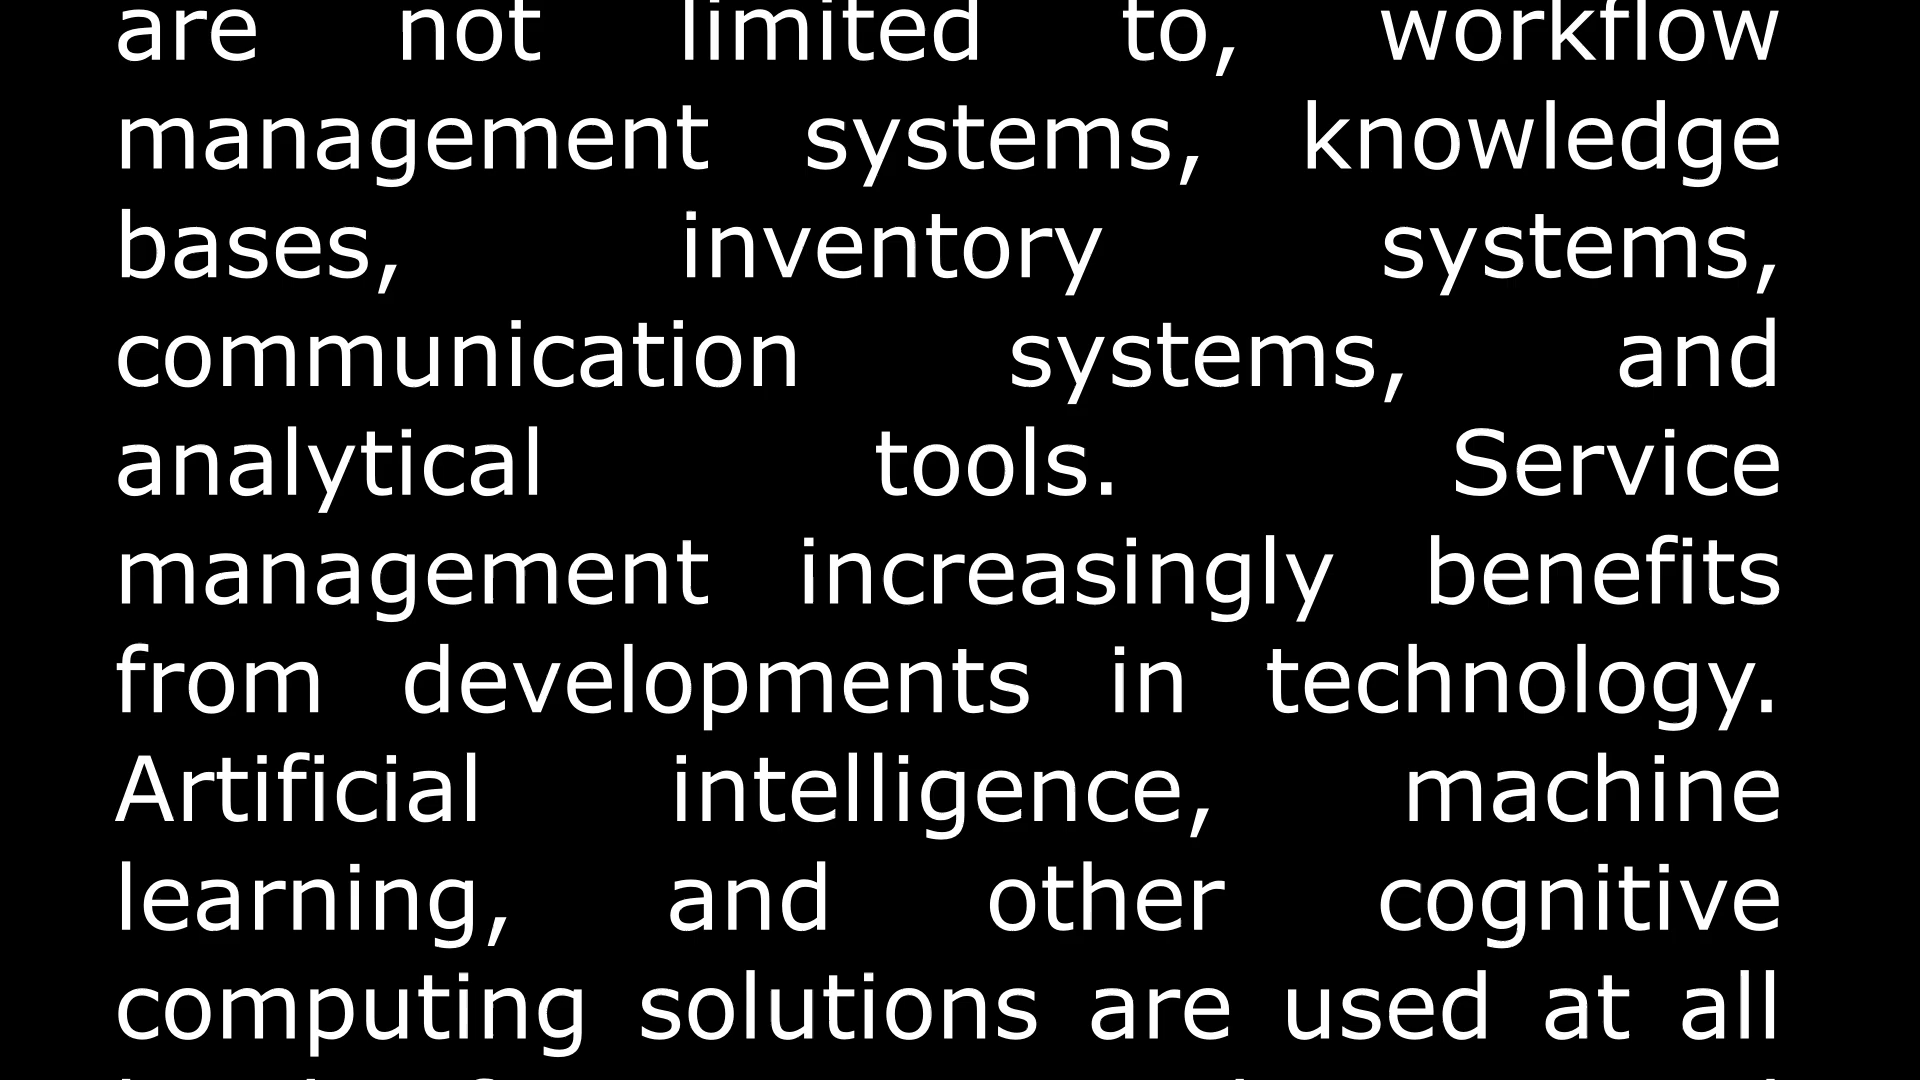 are not limited to, workflow
management systems, knowledge
bases, inventory systems,
communication systems, and
analytical tools. Service
management increasingly benefits
from developments in technology.
Artificial intelligence, machine
learning, and other cognitive
computing solutions are used at all